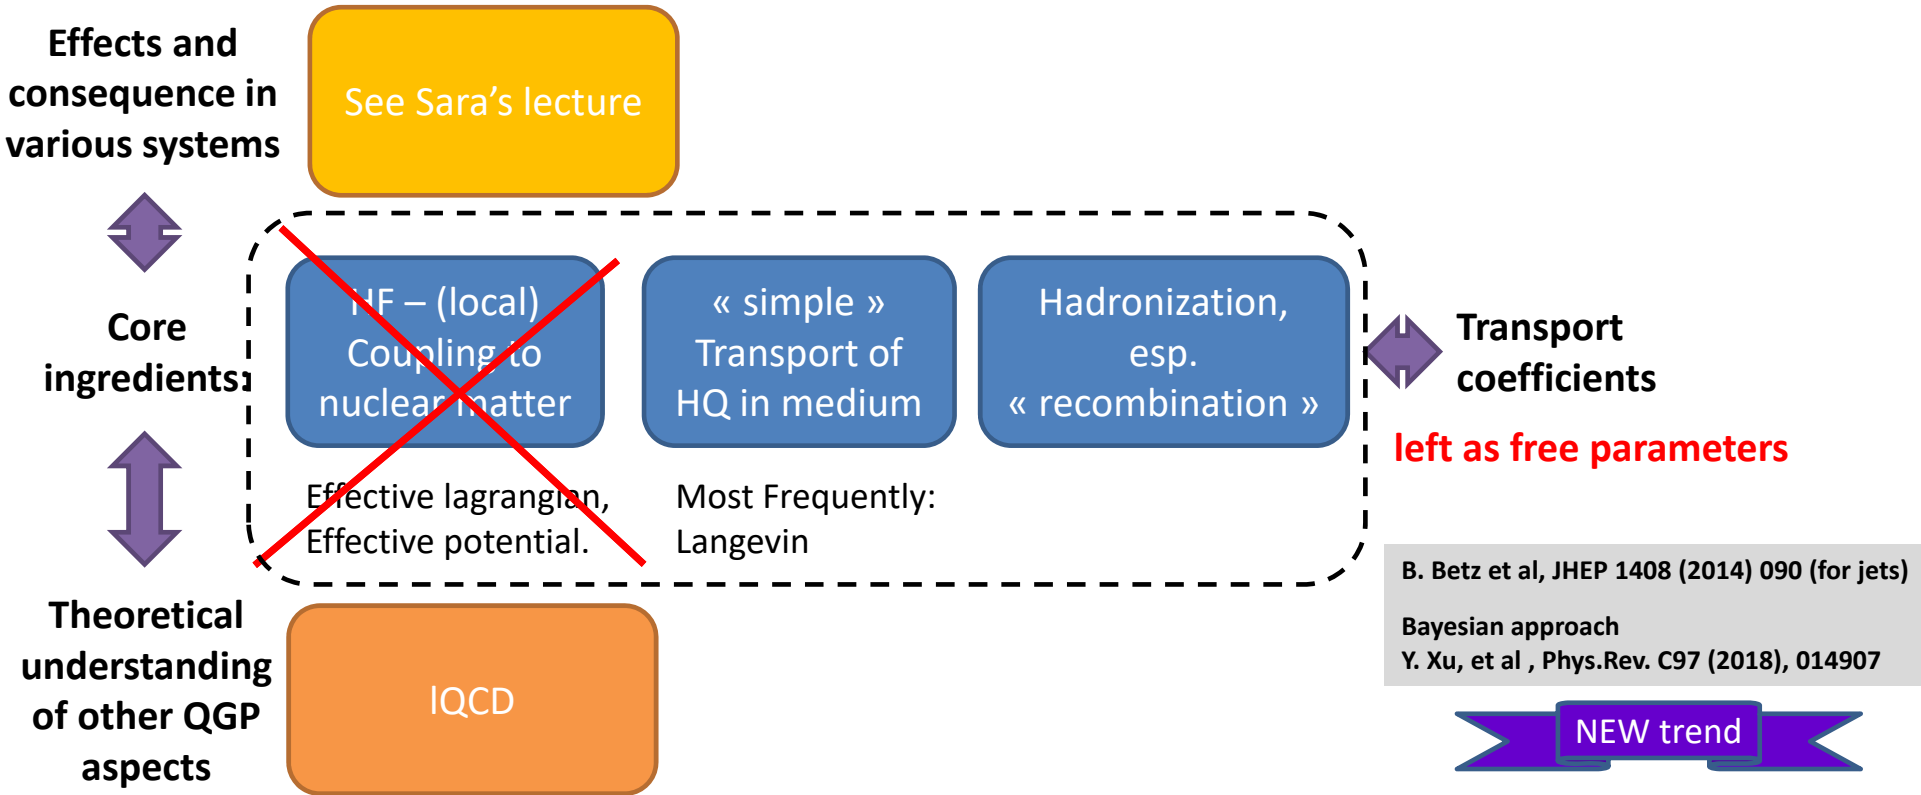 Effects and
consequence in
various systems
See Sara's lecture
Core
ingredients:
HF – (local)
Coupling to
nuclear matter
« simple »
Transport of
HQ in medium
Hadronization,
esp.
« recombination »
Transport
coefficients
left as free parameters
Effective lagrangian,
Effective potential.
Most Frequently:
Langevin
B. Betz et al, JHEP 1408 (2014) 090 (for jets)
Bayesian approach
Y. Xu, et al , Phys.Rev. C97 (2018), 014907
Theoretical
understanding
of other QGP
aspects
lQCD
NEW trend